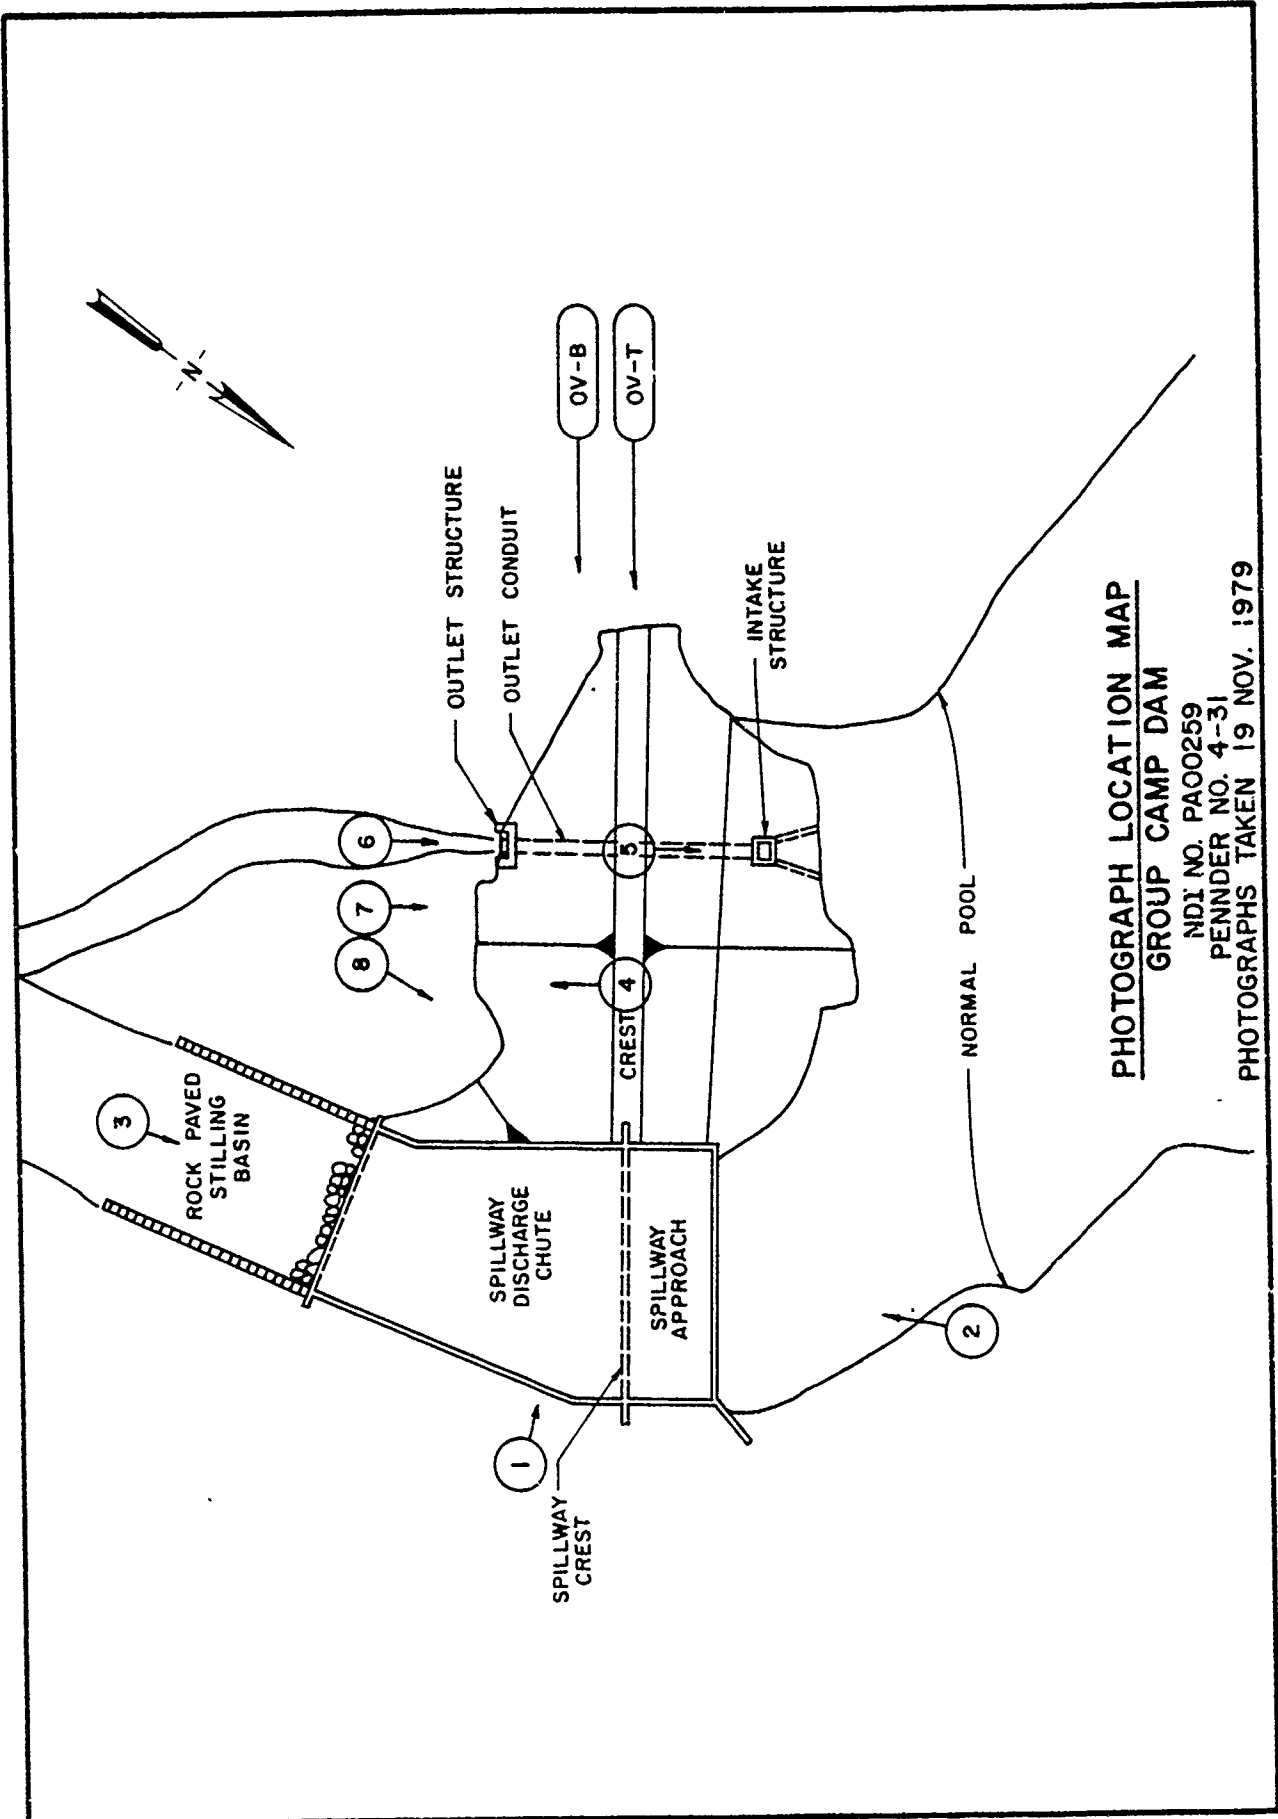 ROCK PAVED
STILLING
BASIN
3
8
7
6
OUTLET STRUCTURE
OUTLET CONDUIT
-N-
1
SPILLWAY
CREST
SPILLWAY
DISCHARGE
CHUTE
SPILLWAY
APPROACH
CREST
4
5
OV-B
OV-T
INTAKE
STRUCTURE
2
NORMAL POOL
PHOTOGRAPH LOCATION MAP
GROUP CAMP DAM
NDI NO. PA00259
PENNDER NO. 4-31
PHOTOGRAPHS TAKEN 19 NOV. 1979